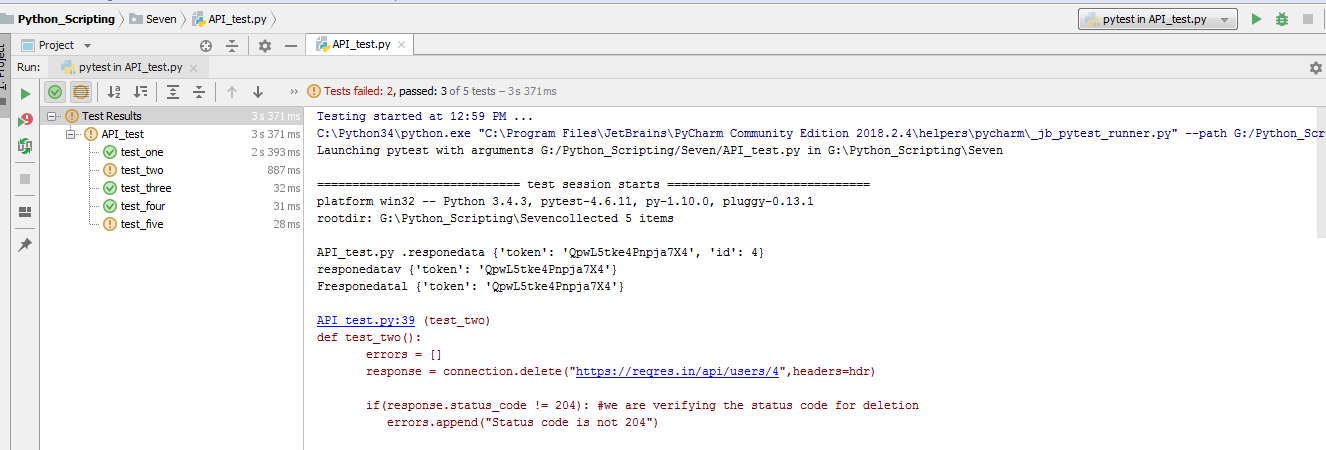 Python_Scripting Seven API_test.py pytest in API_test.py
1: Project Project API_test.py
Run: pytest in API_test.py
Tests failed: 2, passed: 3 of 5 tests – 3 s 371 ms
Test Results 3 s 371 ms
API_test 3 s 371 ms
test_one 2 s 393 ms
test_two 887 ms
test_three 32 ms
test_four 31 ms
test_five 28 ms
Testing started at 12:59 PM ...
C:\Python34\python.exe "C:\Program Files\JetBrains\PyCharm Community Edition 2018.2.4\helpers\pycharm\_jb_pytest_runner.py" --path G:/Python_Scr
Launching pytest with arguments G:/Python_Scripting/Seven/API_test.py in G:\Python_Scripting\Seven
============================= test session starts =============================
platform win32 -- Python 3.4.3, pytest-4.6.11, py-1.10.0, pluggy-0.13.1
rootdir: G:\Python_Scripting\Sevencollected 5 items
API_test.py .responedata {'token': 'QpwL5tke4Pnpja7X4', 'id': 4}
responedatav {'token': 'QpwL5tke4Pnpja7X4'}
Fresponedatal {'token': 'QpwL5tke4Pnpja7X4'}
API_test.py:39 (test_two)
def test_two():
errors = []
response = connection.delete("https://reqres.in/api/users/4",headers=hdr)
if(response.status_code != 204): #we are verifying the status code for deletion
errors.append("Status code is not 204")